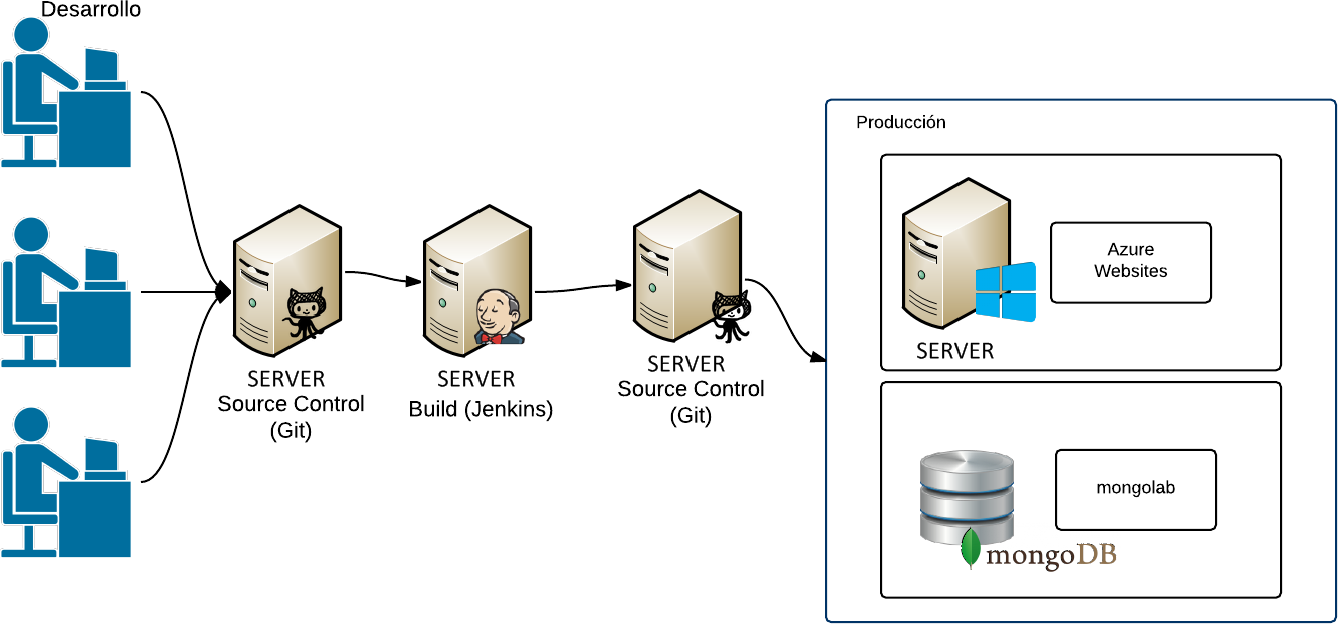 Desarrollo
SERVER
Source Control
(Git)
SERVER
Build (Jenkins)
SERVER
Source Control
(Git)
Producción
Azure
Websites
SERVER
mongolab
mongoDB